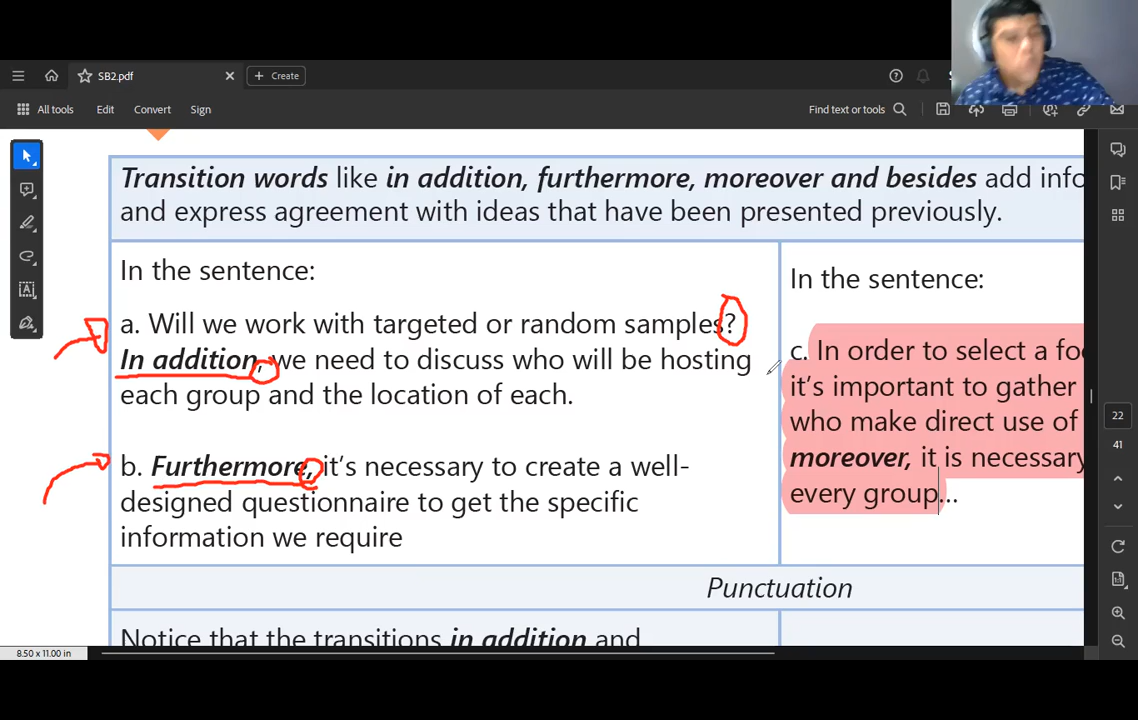 SB2.pdf
Create
All tools
Edit
Convert
Sign
Find text or tools
Transition words like in addition, furthermore, moreover and besides add info
and express agreement with ideas that have been presented previously.
In the sentence:
a. Will we work with targeted or random samples?
In addition, we need to discuss who will be hosting
each group and the location of each.
b. Furthermore, it's necessary to create a well-
designed questionnaire to get the specific
information we require
In the sentence:
c. In order to select a foc
it's important to gather
who make direct use of
moreover, it is necessary
every group...
Punctuation
Notice that the transitions in addition and
22
41
8.50 x 11.00 in